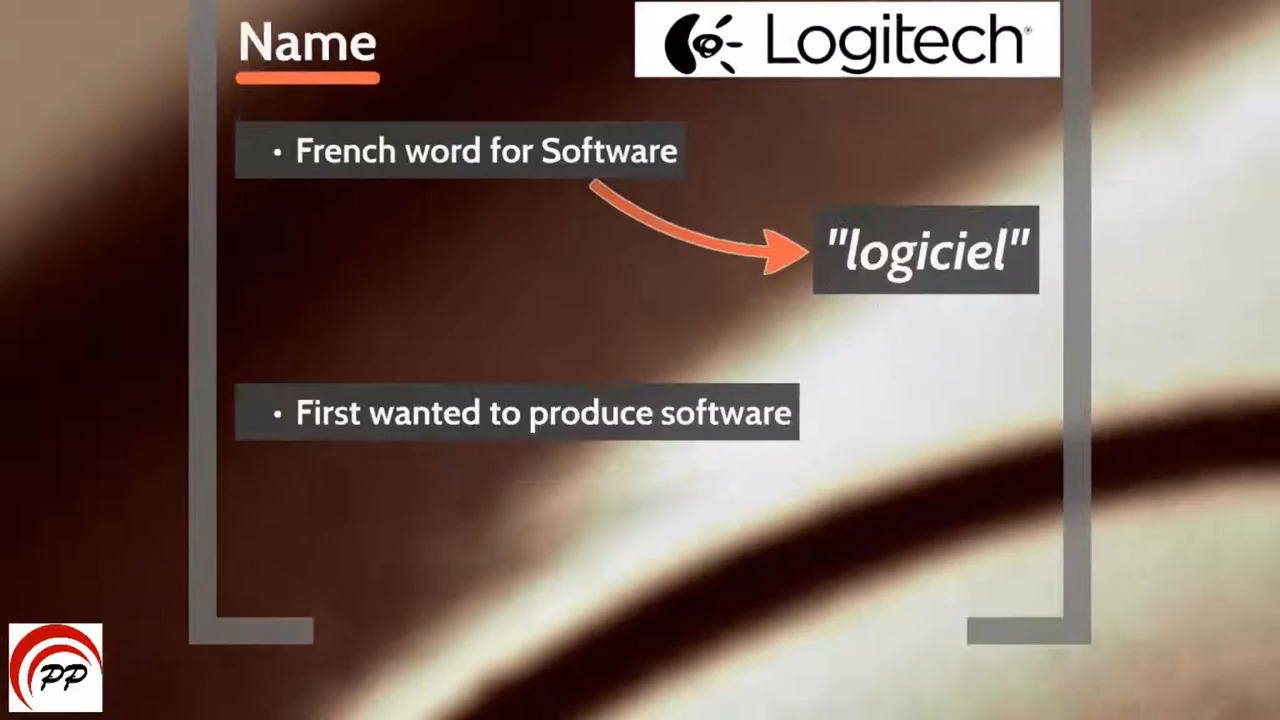 Name
Logitech®
• French word for Software
"logiciel"
• First wanted to produce software
PP